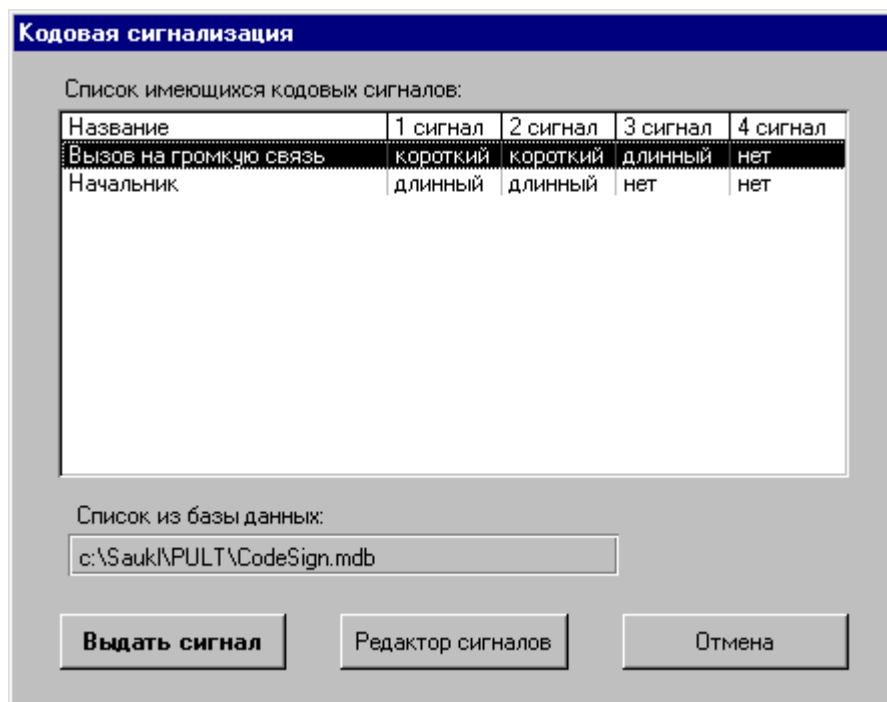 Кодовая сигнализация
Список имеющихся кодовых сигналов:
Название 1 сигнал 2 сигнал 3 сигнал 4 сигнал
Вызов на громкую связь короткий короткий длинный нет
Начальник длинный длинный нет нет
Список из базы данных:
c:\Saukl\PULT\CodeSign.mdb
Выдать сигнал Редактор сигналов Отмена